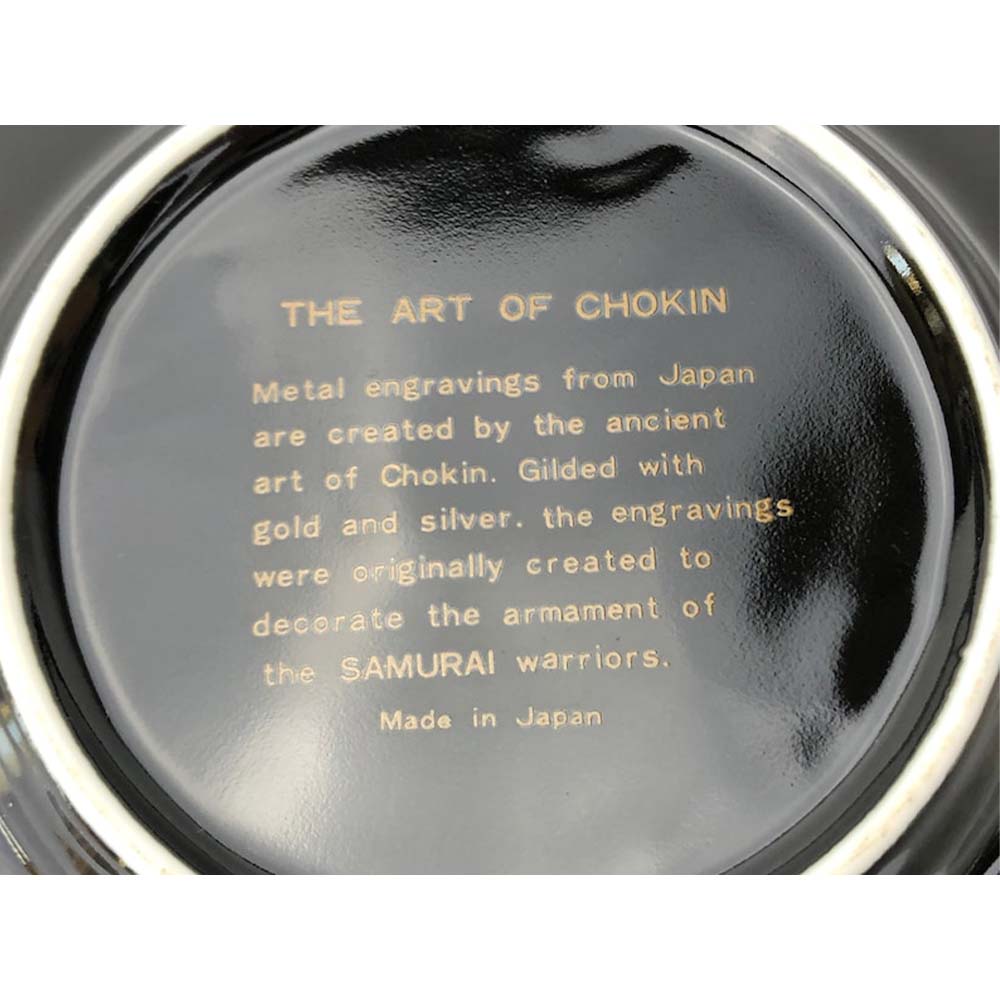 THE ART OF CHOKIN
Metal engravings from Japan
are created by the ancient
art of Chokin. Gilded with
gold and silver. the engravings
were originally created to
decorate the armament of
the SAMURAI warriors.
Made in Japan